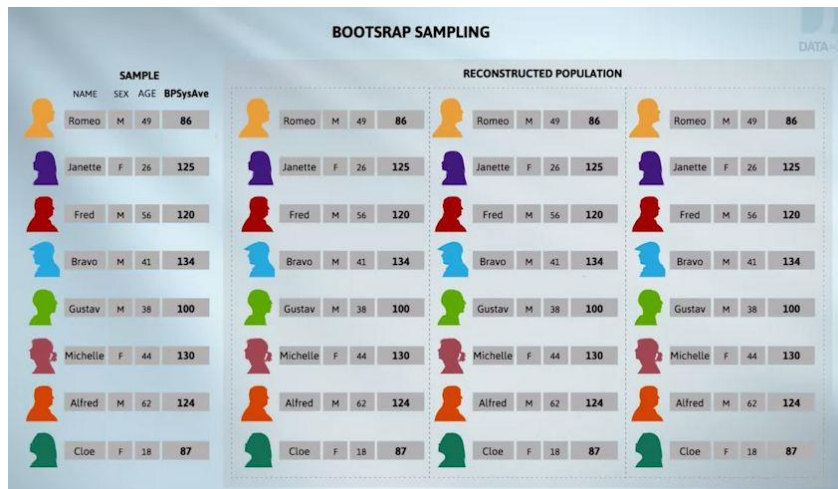 BOOTSRAP SAMPLING
DATA
SAMPLE
RECONSTRUCTED POPULATION
NAME SEX AGE BPSysAve
Romeo M 49 86 Romeo M 49 86 Romeo M 49 86 Romeo M 49 86
Janette F 26 125 Janette F 26 125 Janette F 26 125 Janette F 26 125
Fred M 56 120 Fred M 56 120 Fred M 56 120 Fred M 56 120
Bravo M 41 134 Bravo M 41 134 Bravo M 41 134 Bravo M 41 134
Gustav M 38 100 Gustav M 38 100 Gustav M 38 100 Gustav M 38 100
Michelle F 44 130 Michelle F 44 130 Michelle F 44 130 Michelle F 44 130
Alfred M 62 124 Alfred M 62 124 Alfred M 62 124 Alfred M 62 124
Cloe F 18 87 Cloe F 18 87 Cloe F 18 87 Cloe F 18 87